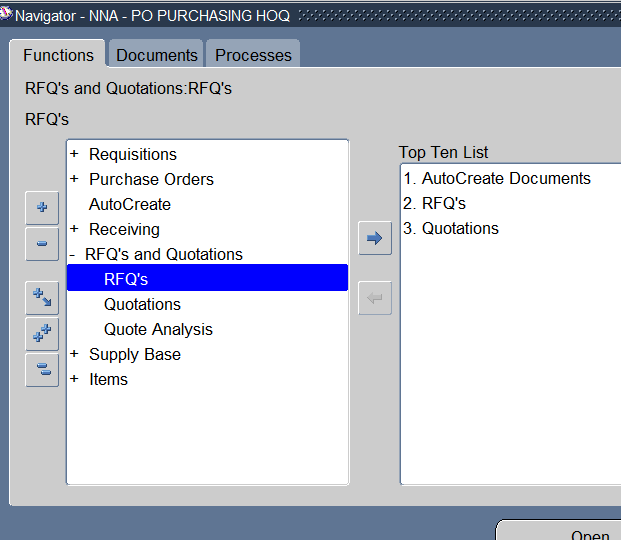 Navigator - NNA - PO PURCHASING HOQ
Functions Documents Processes
RFQ's and Quotations:RFQ's
RFQ's
+ Requisitions
+ Purchase Orders
AutoCreate
+ Receiving
- RFQ's and Quotations
RFQ's
Quotations
Quote Analysis
+ Supply Base
+ Items
Top Ten List
1. AutoCreate Documents
2. RFQ's
3. Quotations
Open